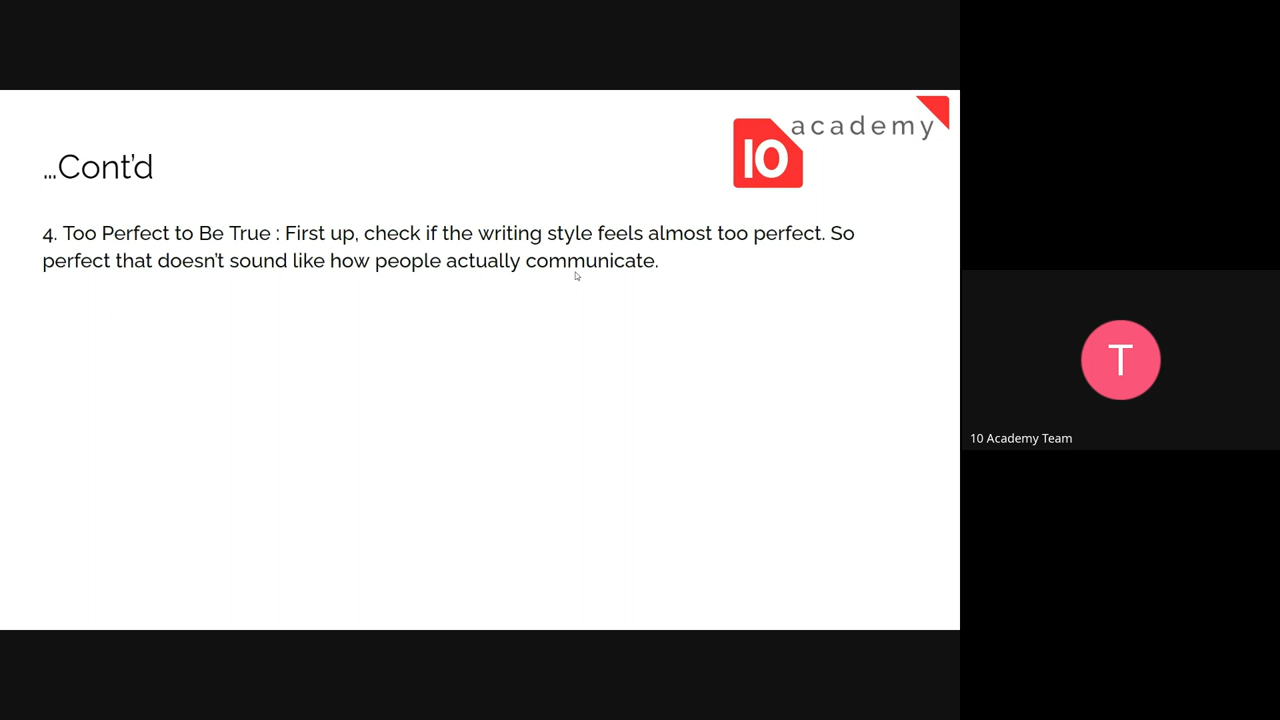 academy
10
...Cont'd
4. Too Perfect to Be True : First up, check if the writing style feels almost too perfect. So
perfect that doesn't sound like how people actually communicate.
T
10 Academy Team